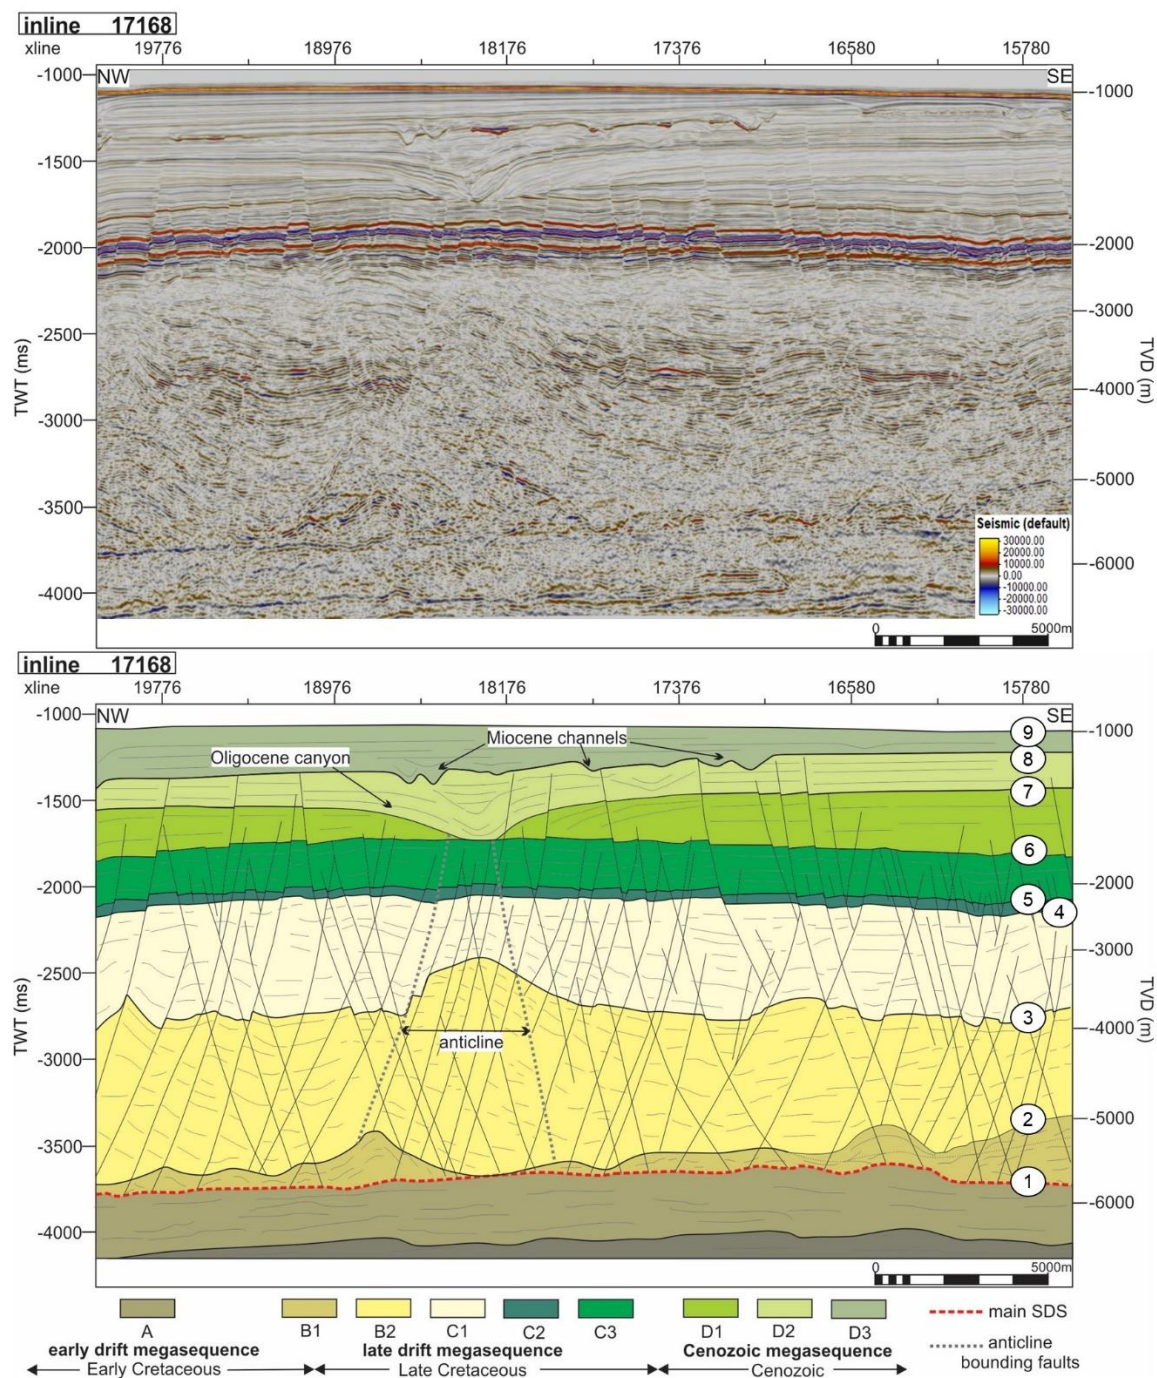 inline 17168
xline
19776 18976 18176 17376 16580 15780
NW SE
-1000
-1500
-2000
-2500
-3000
-3500
-4000
TWT (ms)
-1000
-2000
-3000
-4000
-5000
-6000
TVD (m)
Seismic (default)
30000.00
20000.00
10000.00
0.00
-10000.00
-20000.00
-30000.00
0 5000m
inline 17168
xline
19776 18976 18176 17376 16580 15780
NW SE
-1000
-1500
-2000
-2500
-3000
-3500
-4000
TWT (ms)
-1000
-2000
-3000
-4000
-5000
-6000
TVD (m)
Miocene channels
Oligocene canyon
anticline
9
8
7
6
5
4
3
2
1
0 5000m
A B1 B2 C1 C2 C3 D1 D2 D3
early drift megasequence late drift megasequence Cenozoic megasequence
Early Cretaceous Late Cretaceous Cenozoic
main SDS
anticline
bounding faults